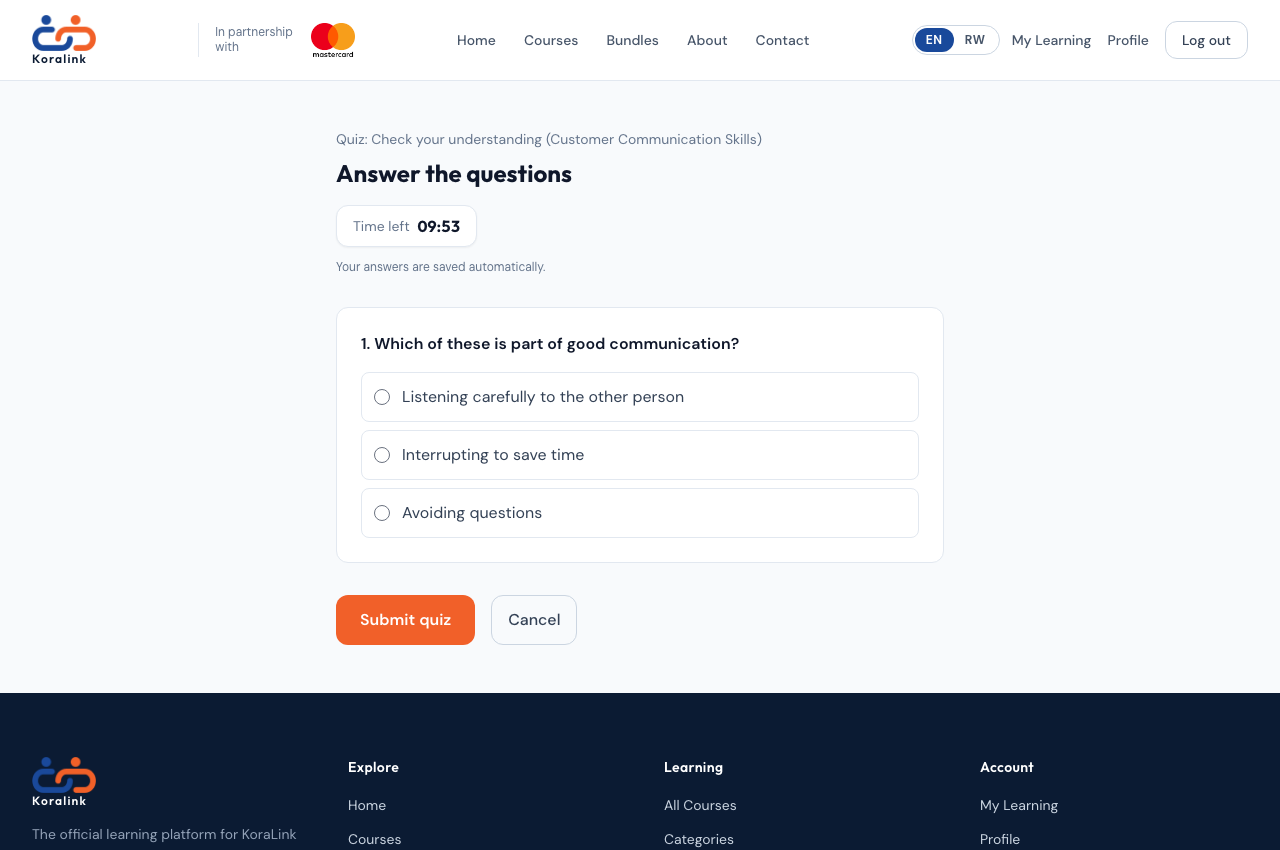 Koralink
In partnership
with
mastercard
Home
Courses
Bundles
About
Contact
EN
RW
My Learning
Profile
Log out
Quiz: Check your understanding (Customer Communication Skills)
Answer the questions
Time left 09:53
Your answers are saved automatically.
1. Which of these is part of good communication?
Listening carefully to the other person
Interrupting to save time
Avoiding questions
Submit quiz
Cancel
Koralink
The official learning platform for KoraLink
Explore
Home
Courses
Learning
All Courses
Categories
Account
My Learning
Profile